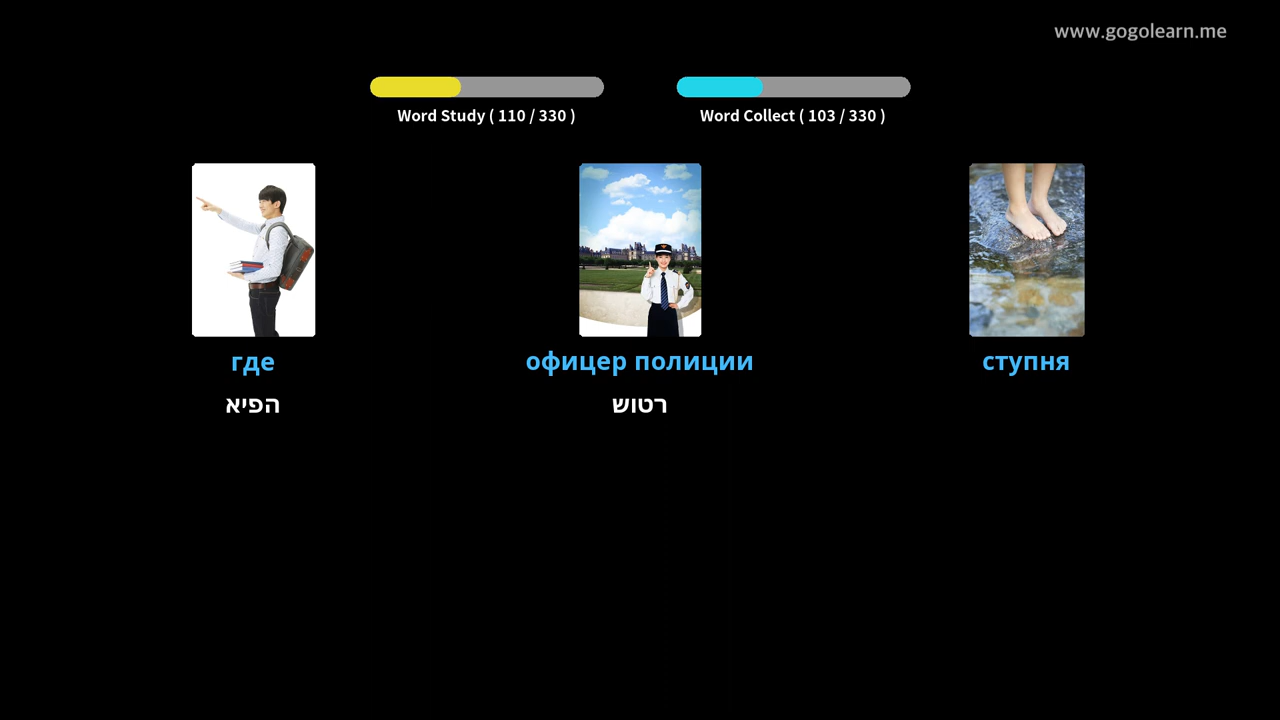 www.gogolearn.me
Word Study ( 110 / 330 )
Word Collect ( 103 / 330 )
где
офицер полиции
ступня
הפיא
רטוש